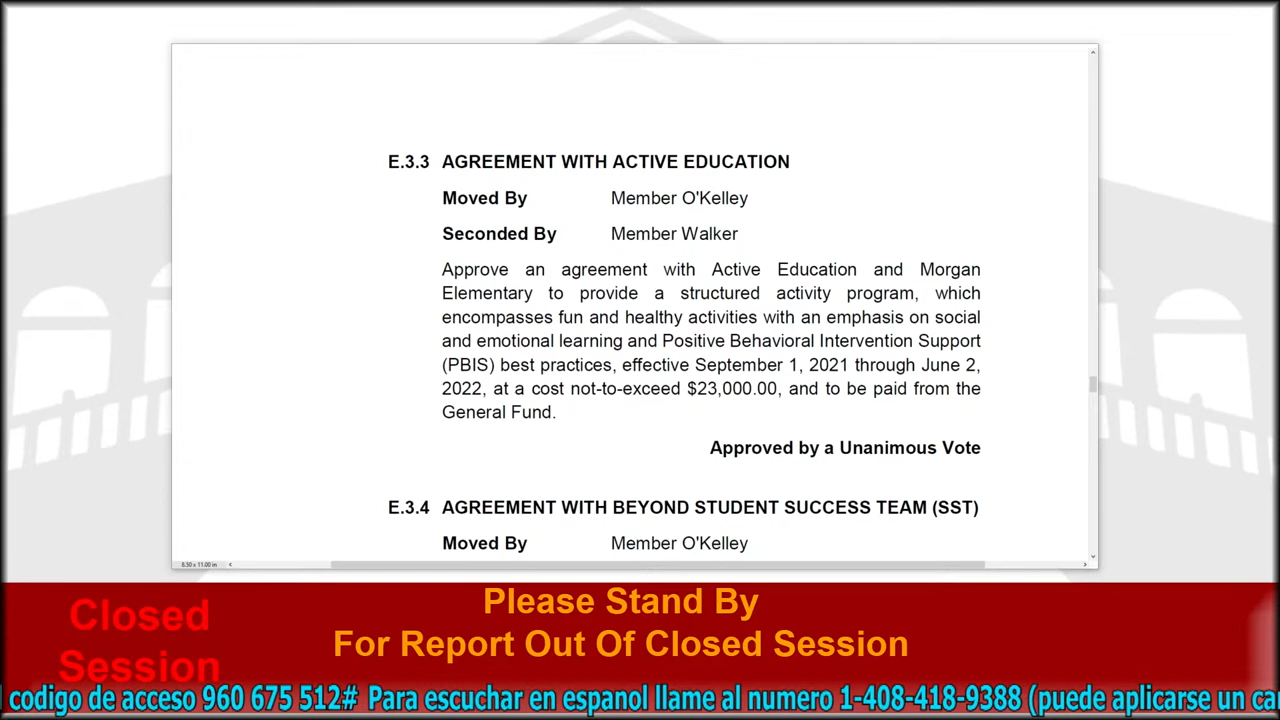 E.3.3 AGREEMENT WITH ACTIVE EDUCATION
Moved By Member O'Kelley
Seconded By Member Walker
Approve an agreement with Active Education and Morgan
Elementary to provide a structured activity program, which
encompasses fun and healthy activities with an emphasis on social
and emotional learning and Positive Behavioral Intervention Support
(PBIS) best practices, effective September 1, 2021 through June 2,
2022, at a cost not-to-exceed $23,000.00, and to be paid from the
General Fund.
Approved by a Unanimous Vote
E.3.4 AGREEMENT WITH BEYOND STUDENT SUCCESS TEAM (SST)
Moved By Member O'Kelley
8.50 x 11.00 in
Closed
Session
Please Stand By
For Report Out Of Closed Session
codigo de acceso 960 675 512# Para escuchar en espanol llame al numero 1-408-418-9388 (puede aplicarse un